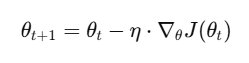 θ_{t+1} = θ_t − η · ∇_θ J(θ_t)